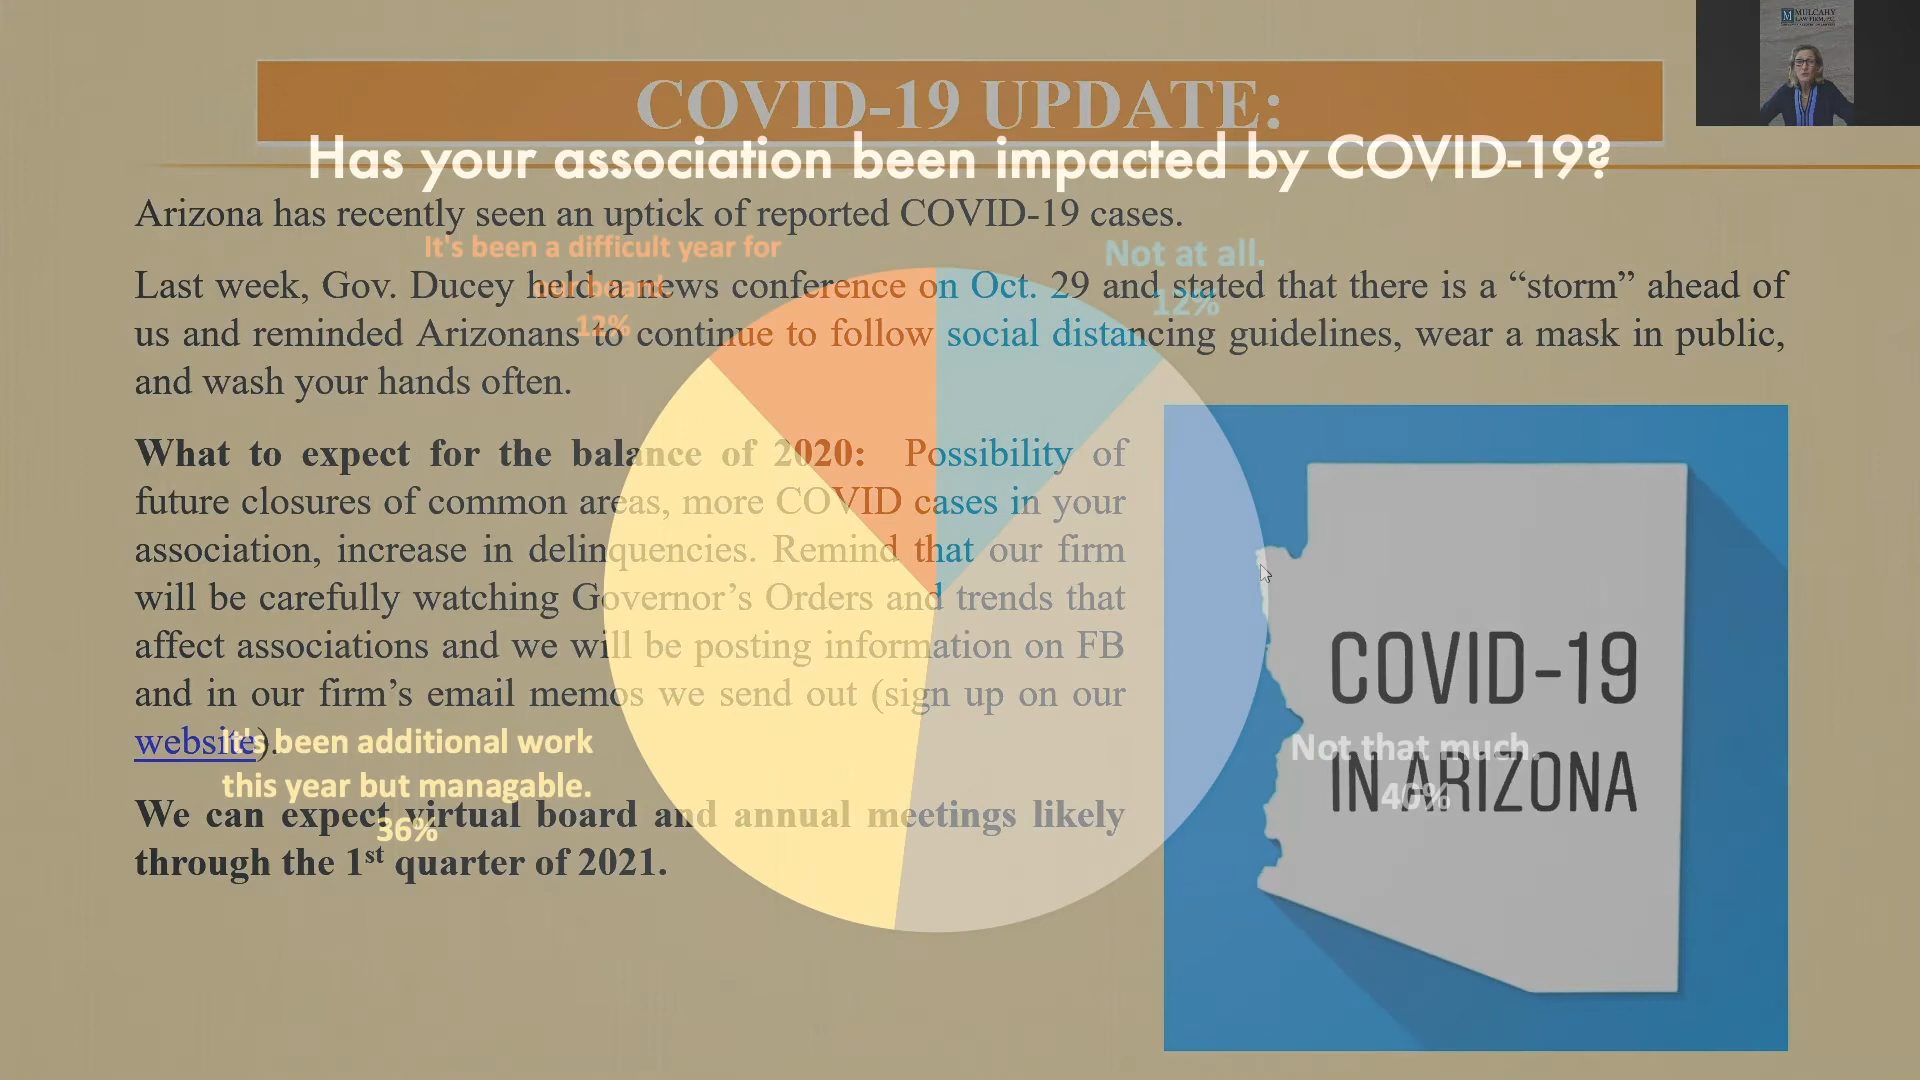 MULCAHY
LAW FIRM, P.C.
COVID-19 UPDATE:
Has your association been impacted by COVID-19?
Arizona has recently seen an uptick of reported COVID-19 cases.
It's been a difficult year for
our board.
12%
Not at all.
12%
Last week, Gov. Ducey held a news conference on Oct. 29 and stated that there is a “storm” ahead of
us and reminded Arizonans to continue to follow social distancing guidelines, wear a mask in public,
and wash your hands often.
What to expect for the balance of 2020: Possibility of
future closures of common areas, more COVID cases in your
association, increase in delinquencies. Remind that our firm
will be carefully watching Governor’s Orders and trends that
affect associations and we will be posting information on FB
and in our firm’s email memos we send out (sign up on our
website).
It's been additional work
this year but managable.
36%
We can expect virtual board and annual meetings likely
through the 1st quarter of 2021.
COVID-19
IN ARIZONA
Not that much.
40%